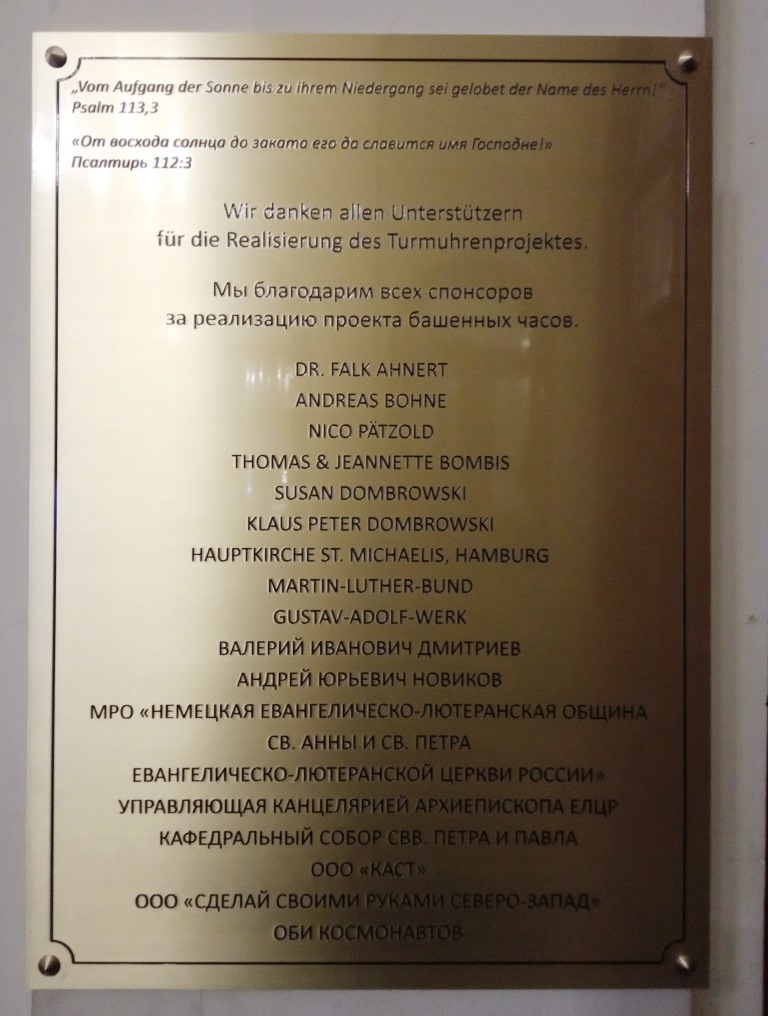 „Vom Aufgang der Sonne bis zu ihrem Niedergang sei gelobet der Name des Herrn!“
Psalm 113,3
«От восхода солнца до заката его да славится имя Господне!»
Псалтирь 112:3
Wir danken allen Unterstützern
für die Realisierung des Turmuhrenprojektes.
Мы благодарим всех спонсоров
за реализацию проекта башенных часов.
DR. FALK AHNERT
ANDREAS BOHNE
NICO PÄTZOLD
THOMAS & JEANNETTE BOMBIS
SUSAN DOMBROWSKI
KLAUS PETER DOMBROWSKI
HAUPTKIRCHE ST. MICHAELIS, HAMBURG
MARTIN-LUTHER-BUND
GUSTAV-ADOLF-WERK
ВАЛЕРИЙ ИВАНОВИЧ ДМИТРИЕВ
АНДРЕЙ ЮРЬЕВИЧ НОВИКОВ
МРО «НЕМЕЦКАЯ ЕВАНГЕЛИЧЕСКО-ЛЮТЕРАНСКАЯ ОБЩИНА
СВ. АННЫ И СВ. ПЕТРА
ЕВАНГЕЛИЧЕСКО-ЛЮТЕРАНСКОЙ ЦЕРКВИ РОССИИ»
УПРАВЛЯЮЩАЯ КАНЦЕЛЯРИЕЙ АРХИЕПИСКОПА ЕЛЦР
КАФЕДРАЛЬНЫЙ СОБОР СВВ. ПЕТРА И ПАВЛА
ООО «КАСТ»
ООО «СДЕЛАЙ СВОИМИ РУКАМИ СЕВЕРО-ЗАПАД»
ОБИ КОСМОНАВТОВ